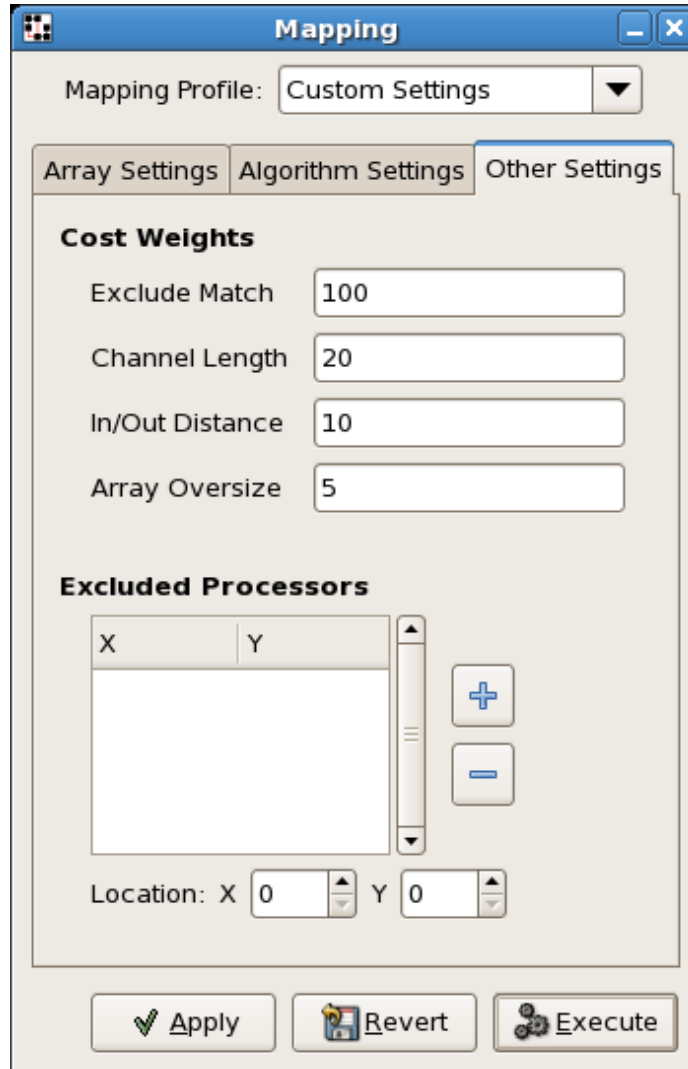 Mapping
Mapping Profile: Custom Settings
Array Settings Algorithm Settings Other Settings
Cost Weights
Exclude Match 100
Channel Length 20
In/Out Distance 10
Array Oversize 5
Excluded Processors
X Y
Location: X 0 Y 0
Apply Revert Execute